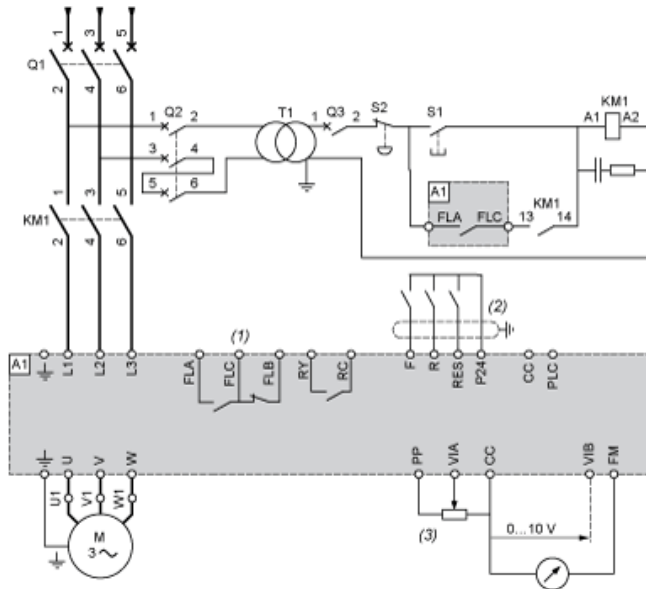 1 3 5
Q1
2 4 6
1 Q2 2
3 4
5 6
T1
1 Q3 2
S2
S1
KM1
A1 A2
A1
FLA FLC
KM1
13 14
1 3 5
KM1
2 4 6
(1)
(2)
A1
L1 L2 L3
FLA FLC FLB RY RC
F R RES P24 CC PLC
U V W
PP VIA CC VIB FM
U1 V1 W1
M
3
(3)
0...10 V